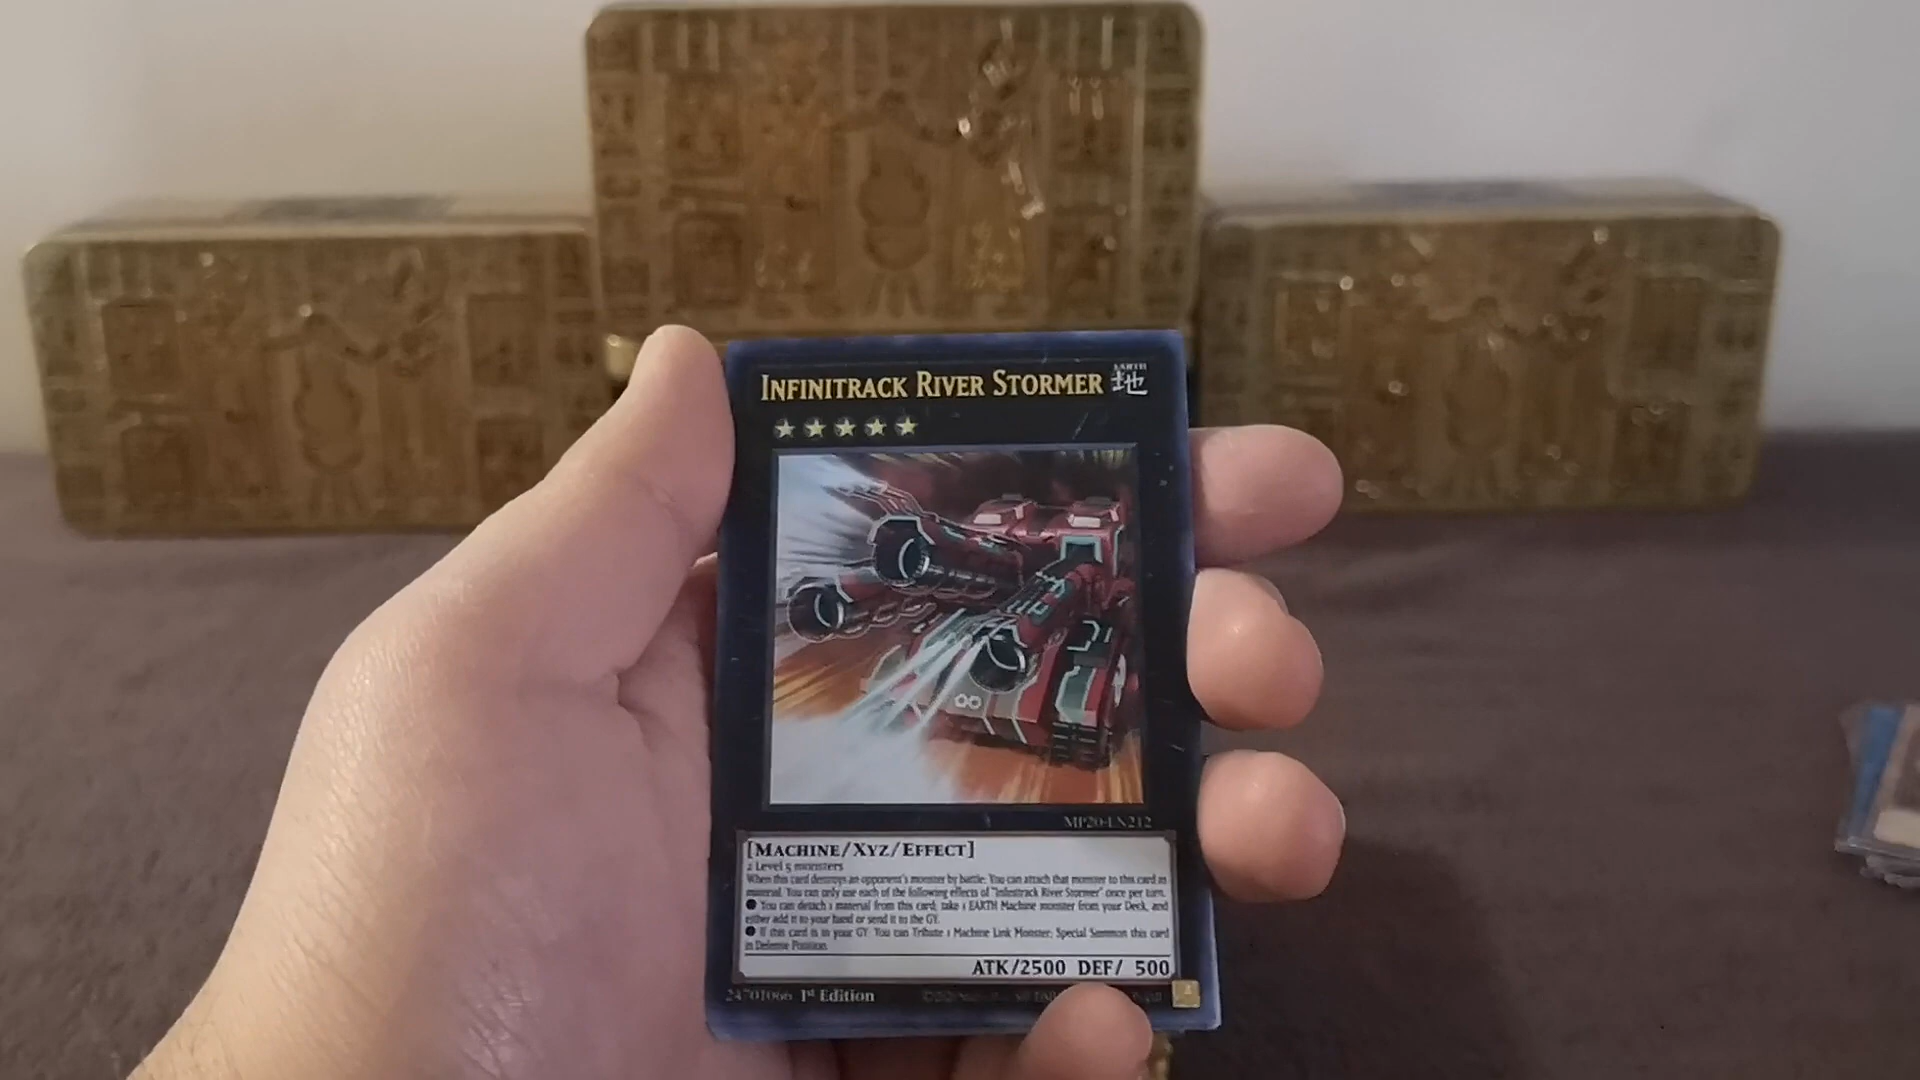 INFINITRACK RIVER STORMER
EARTH
地
MP20-EN212
[MACHINE/XYZ/EFFECT]
2 Level 5 monsters
When this card destroys an opponent's monster by battle: You can attach that monster to this card as
material. You can only use each of the following effects of "Infinitrack River Stormer" once per turn.
● You can detach 1 material from this card; take 1 EARTH Machine monster from your Deck, and
either add it to your hand or send it to the GY.
● If this card is in your GY: You can Tribute 1 Machine Link Monster; Special Summon this card
in Defense Position.
ATK/2500 DEF/ 500
24701066 1st Edition